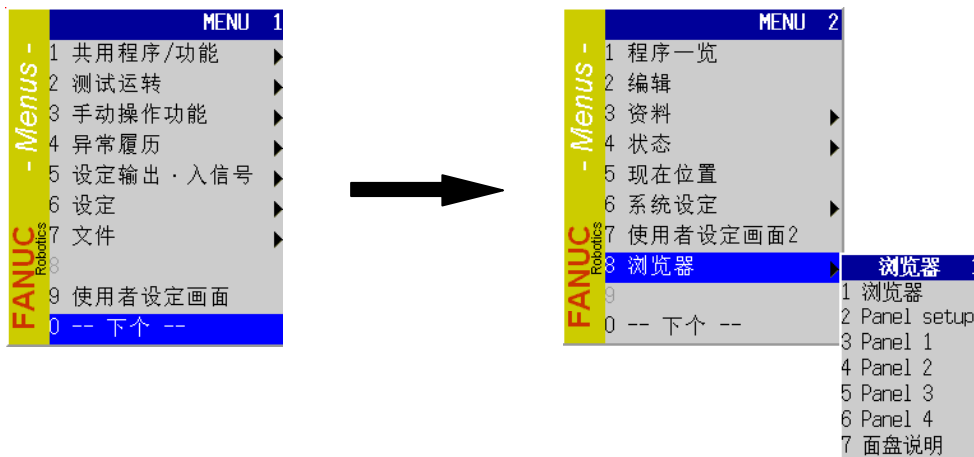 MENU 1
1 共用程序/功能
2 测试运转
3 手动操作功能
4 异常履历
5 设定输出·入信号
6 设定
7 文件
8
9 使用者设定画面
0 -- 下个 --
- Menus -
FANUC
Robotics
MENU 2
1 程序一览
2 编辑
3 资料
4 状态
5 现在位置
6 系统设定
7 使用者设定画面2
8 浏览器
9
0 -- 下个 --
- Menus -
FANUC
Robotics
浏览器 1
1 浏览器
2 Panel setup
3 Panel 1
4 Panel 2
5 Panel 3
6 Panel 4
7 面盘说明